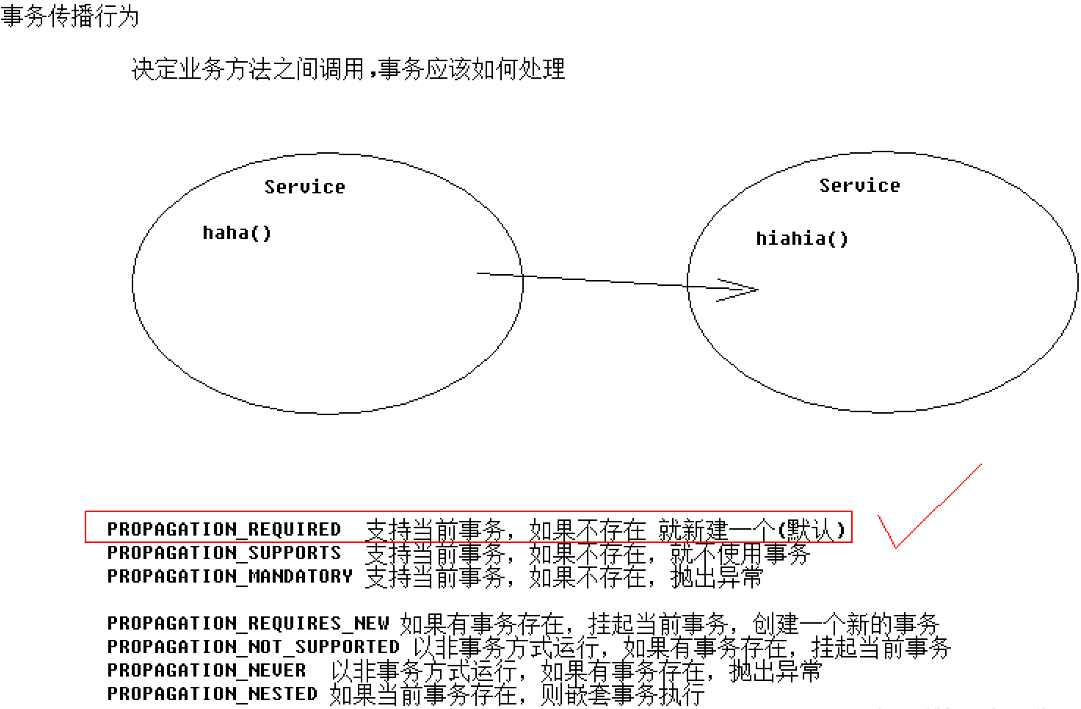 事务传播行为
决定业务方法之间调用,事务应该如何处理
Service
haha()
Service
hiahia()
PROPAGATION_REQUIRED 支持当前事务，如果不存在 就新建一个(默认)
PROPAGATION_SUPPORTS 支持当前事务，如果不存在，就不使用事务
PROPAGATION_MANDATORY 支持当前事务，如果不存在，抛出异常
PROPAGATION_REQUIRES_NEW 如果有事务存在，挂起当前事务，创建一个新的事务
PROPAGATION_NOT_SUPPORTED 以非事务方式运行，如果有事务存在，挂起当前事务
PROPAGATION_NEVER 以非事务方式运行，如果有事务存在，抛出异常
PROPAGATION_NESTED 如果当前事务存在，则嵌套事务执行